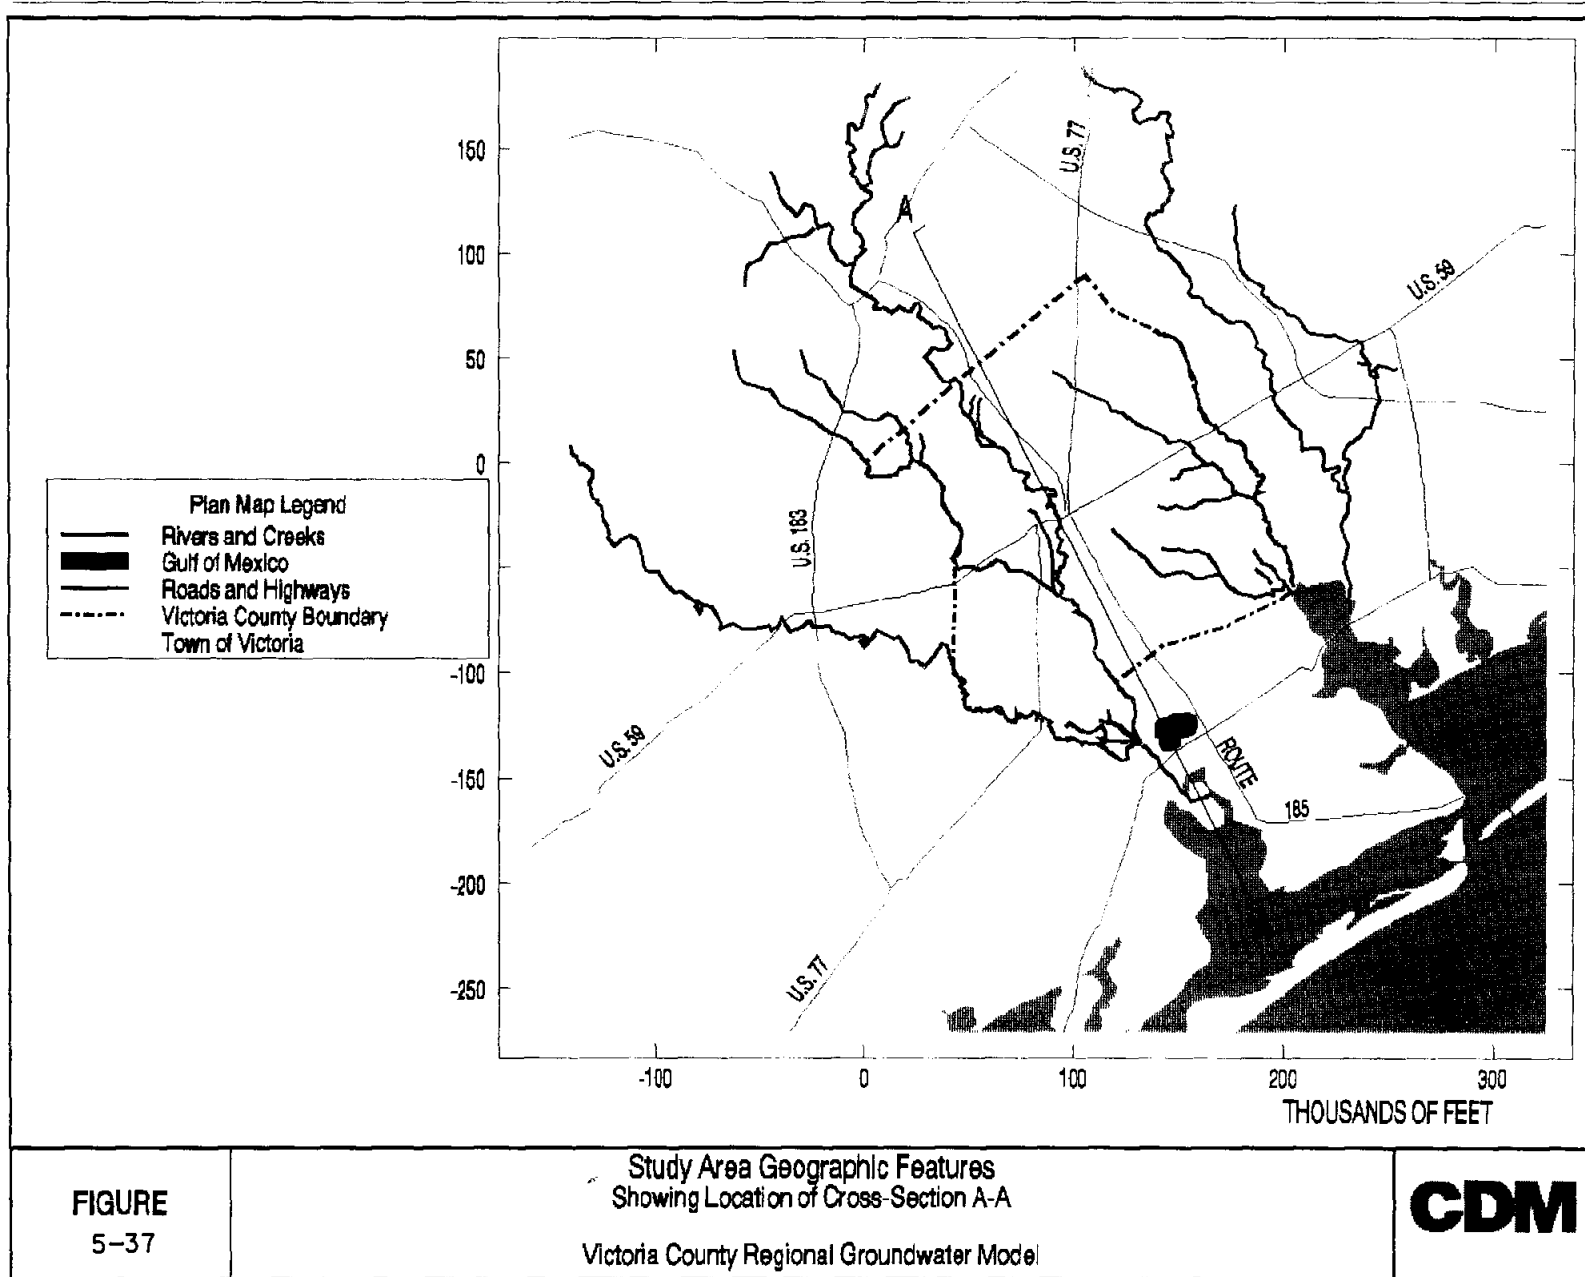 150
100
50
0
-100
-150
-200
-250
A
U.S. 77
U.S. 59
U.S. 183
U.S. 59
U.S. 77
ROUTE
185
Plan Map Legend
Rivers and Creeks
Gulf of Mexico
Roads and Highways
Victoria County Boundary
Town of Victoria
-100
0
100
200
300
THOUSANDS OF FEET
FIGURE
5-37
Study Area Geographic Features
Showing Location of Cross-Section A-A
Victoria County Regional Groundwater Model
CDM